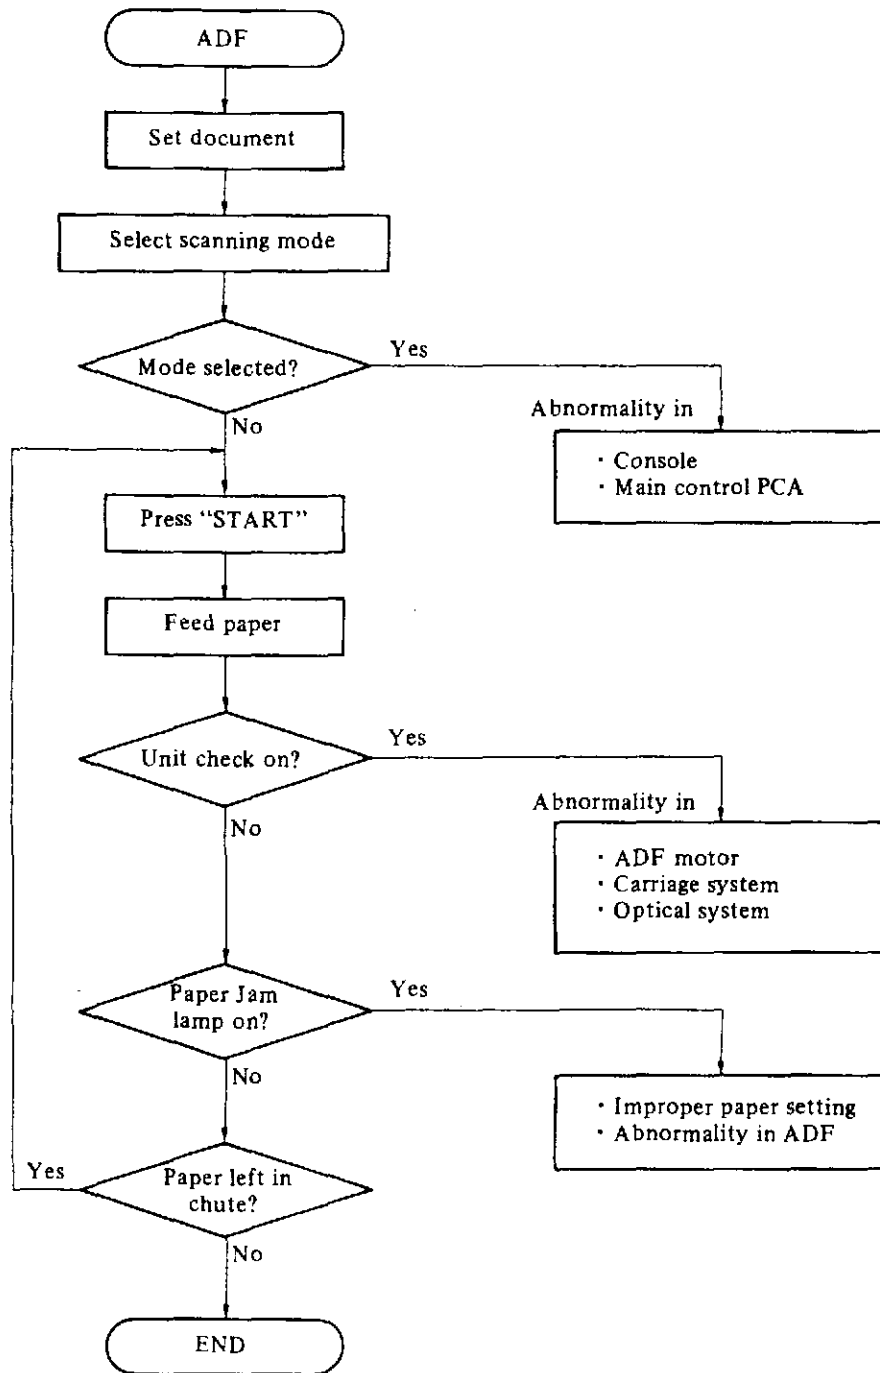 ADF
Set document
Select scanning mode
Mode selected?
Yes
No
Abnormality in
· Console
· Main control PCA
Press “START”
Feed paper
Unit check on?
Yes
No
Abnormality in
· ADF motor
· Carriage system
· Optical system
Paper Jam
lamp on?
Yes
No
· Improper paper setting
· Abnormality in ADF
Paper left in
chute?
Yes
No
END